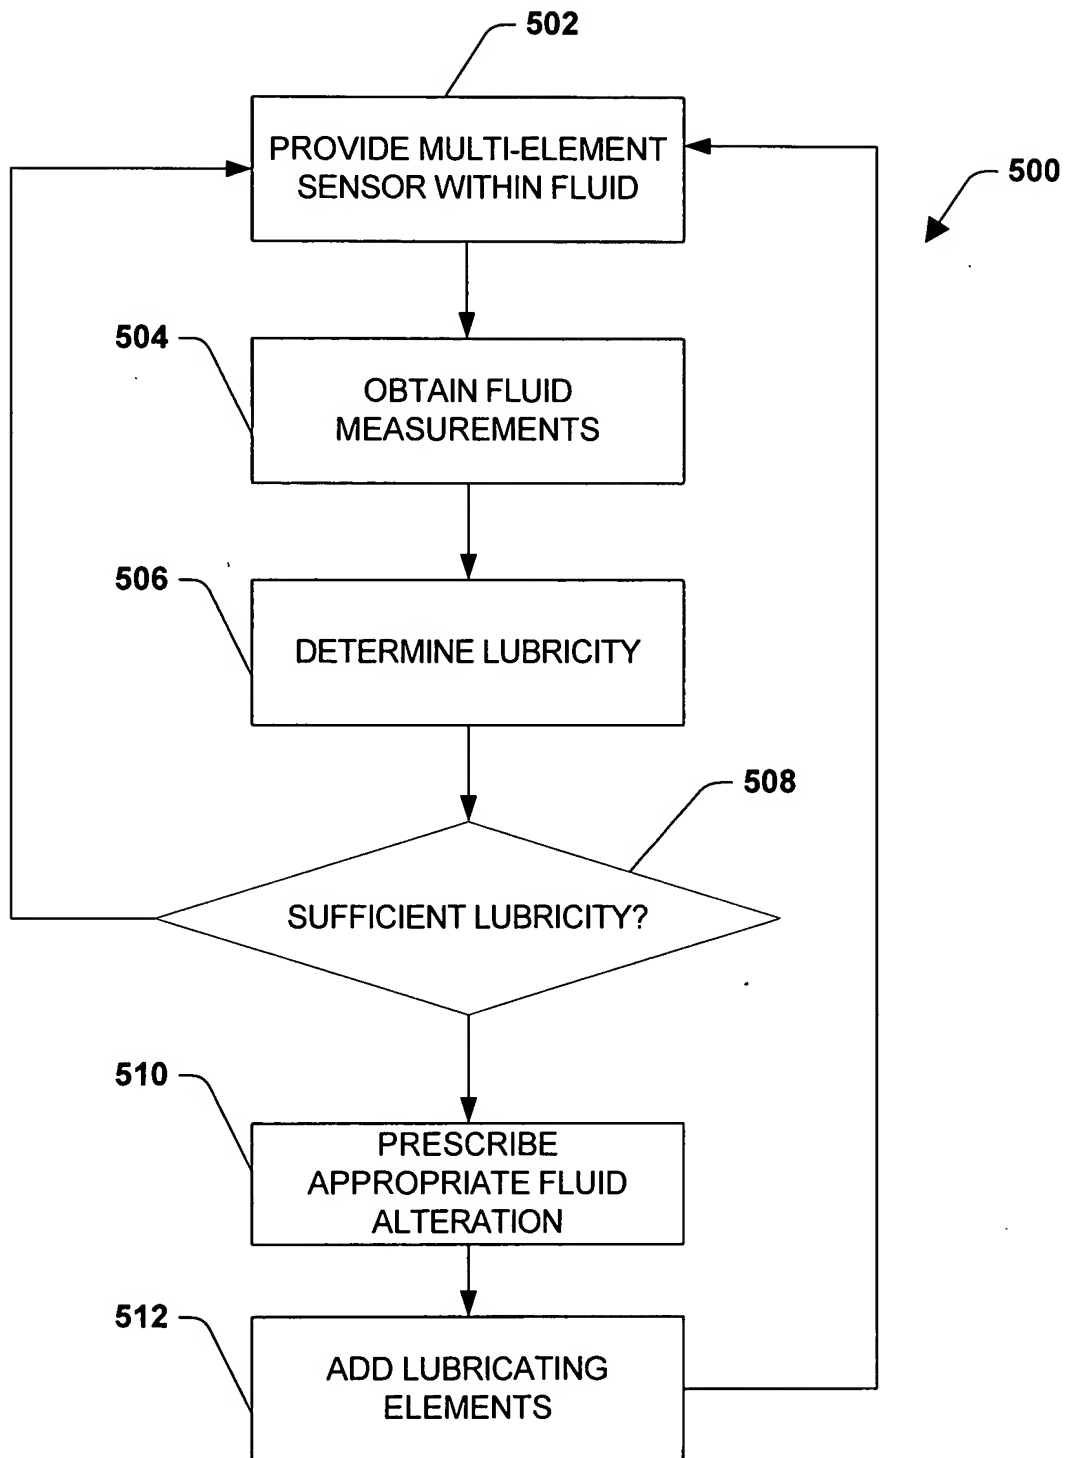 502
PROVIDE MULTI-ELEMENT
SENSOR WITHIN FLUID
500
504
OBTAIN FLUID
MEASUREMENTS
506
DETERMINE LUBRICITY
508
SUFFICIENT LUBRICITY?
510
PRESCRIBE
APPROPRIATE FLUID
ALTERATION
512
ADD LUBRICATING
ELEMENTS